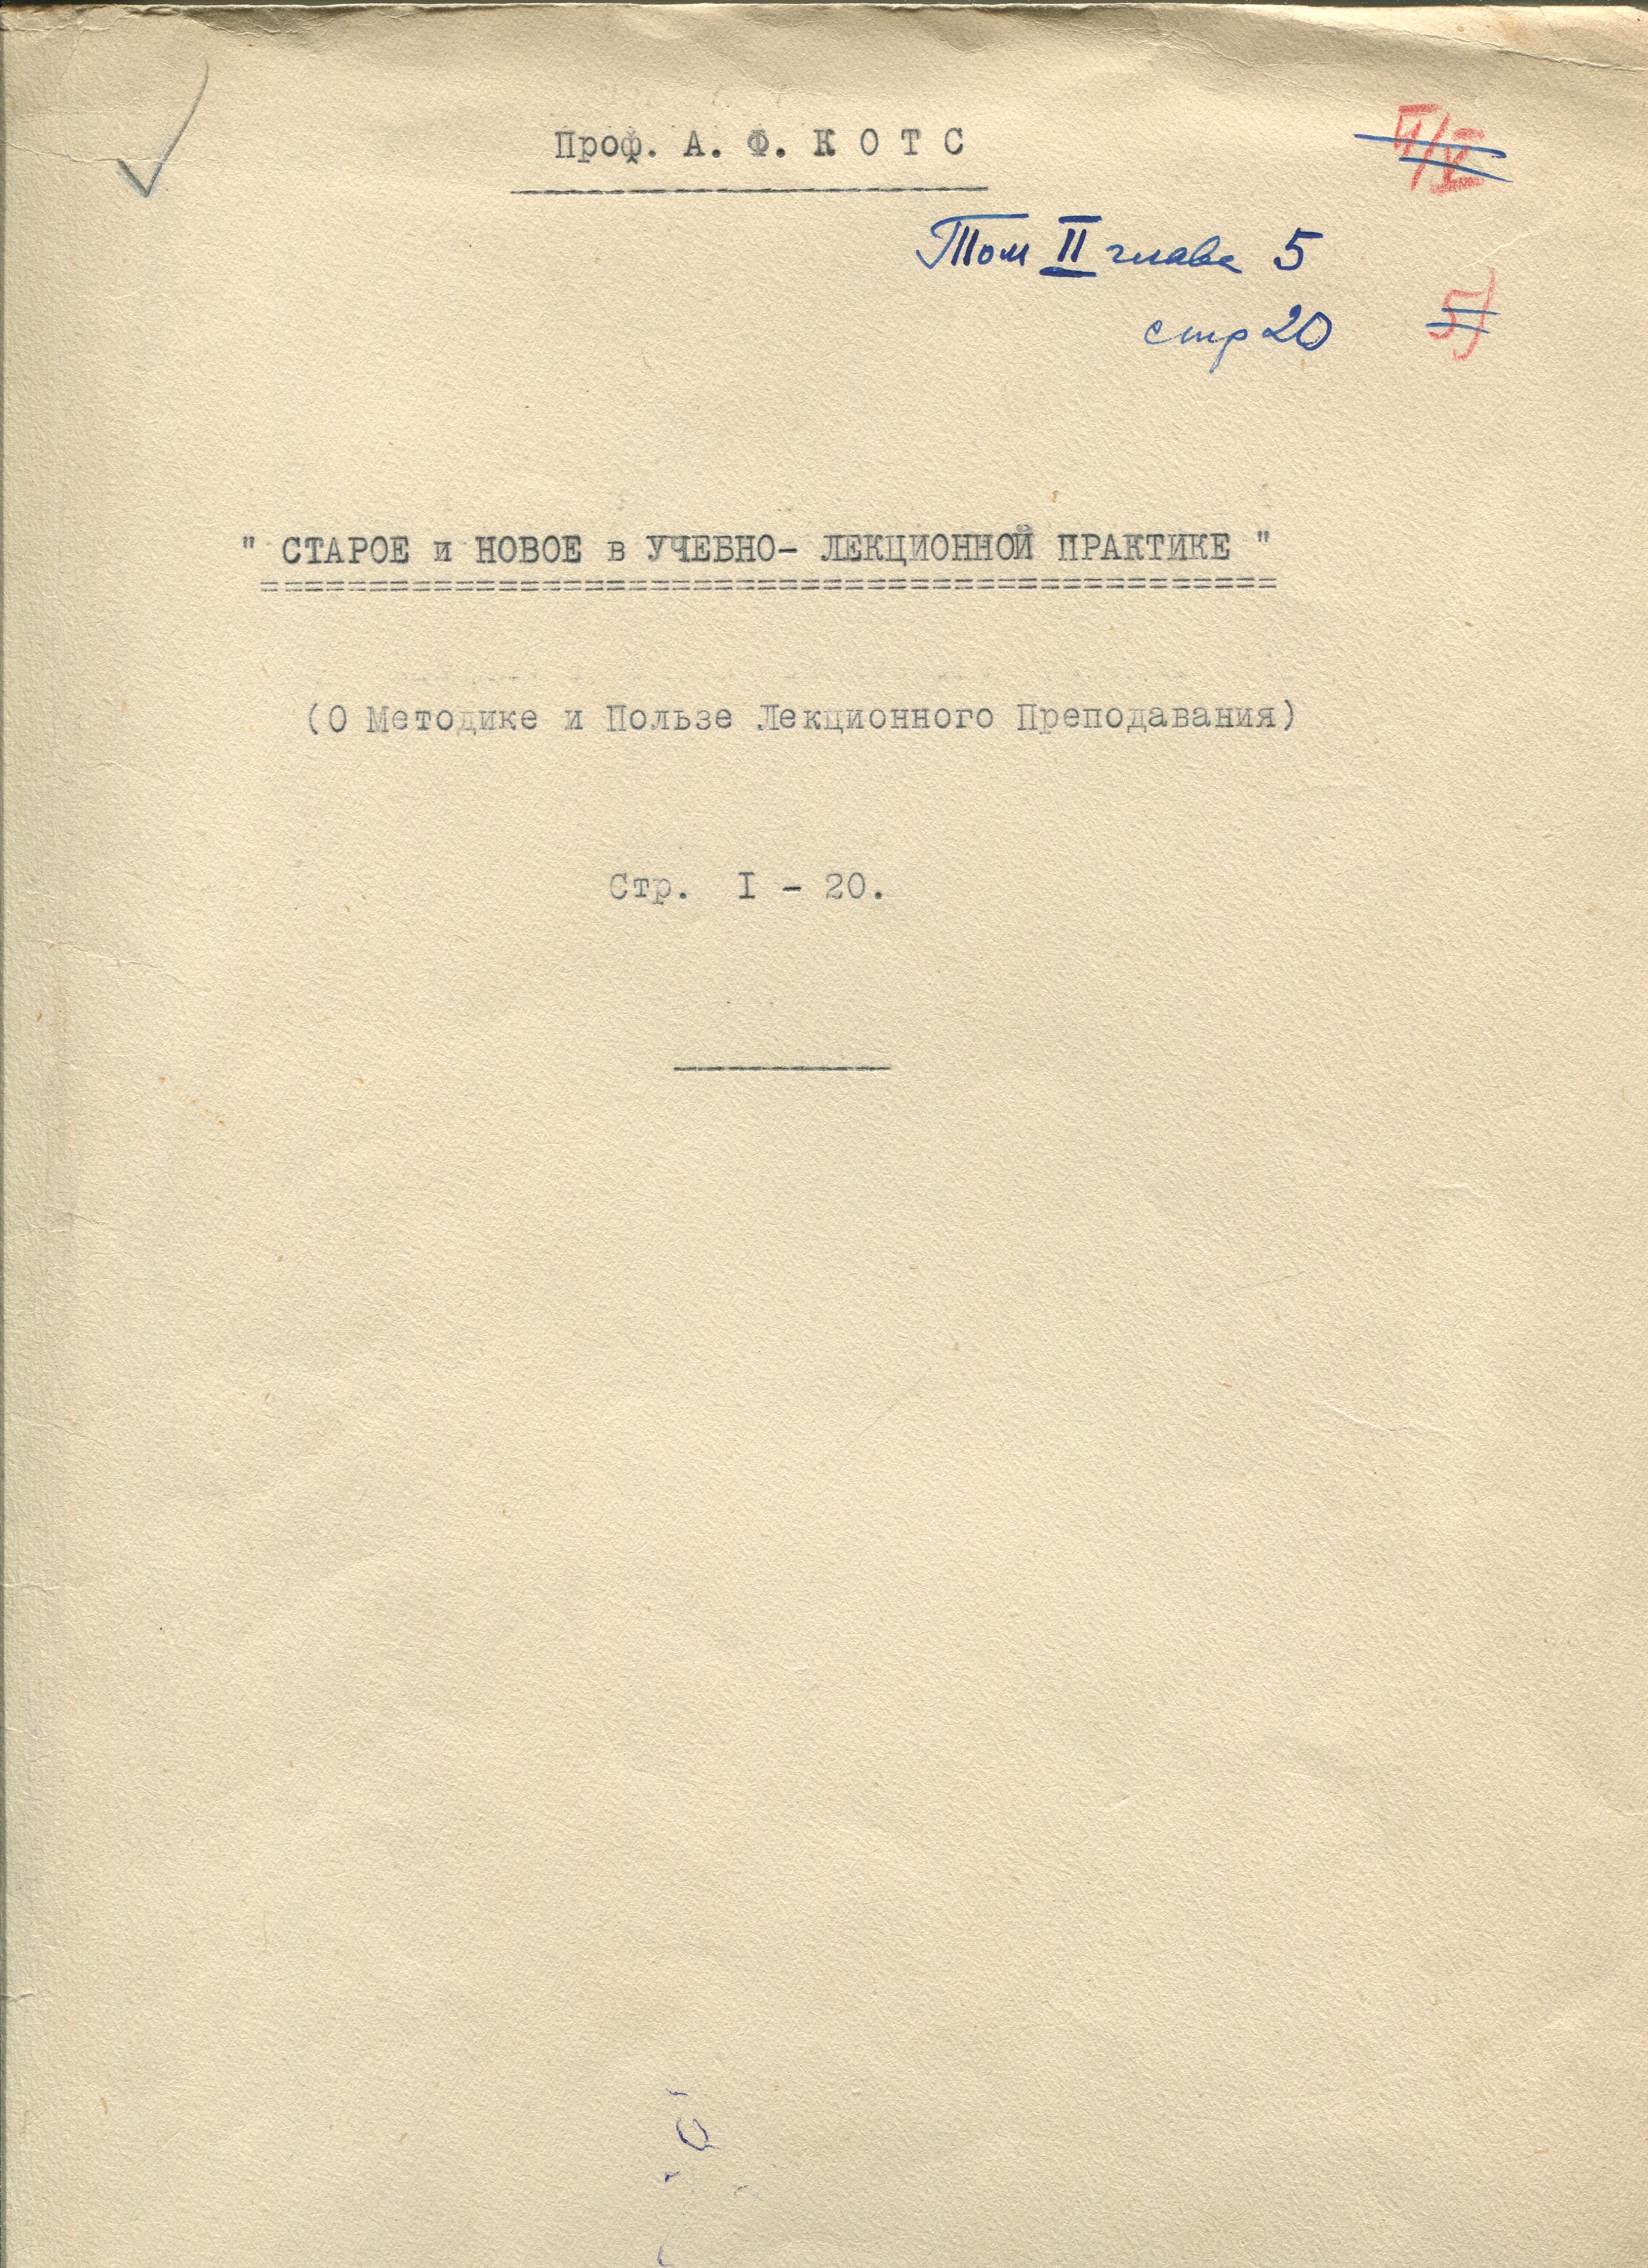 Проф. А. Ф. К О Т С
Том II глава 5
стр 20
5)
" СТАРОЕ и НОВОЕ в УЧЕБНО- ЛЕКЦИОННОЙ ПРАКТИКЕ "
(О Методике и Пользе Лекционного Преподавания)
Стр. I - 20.